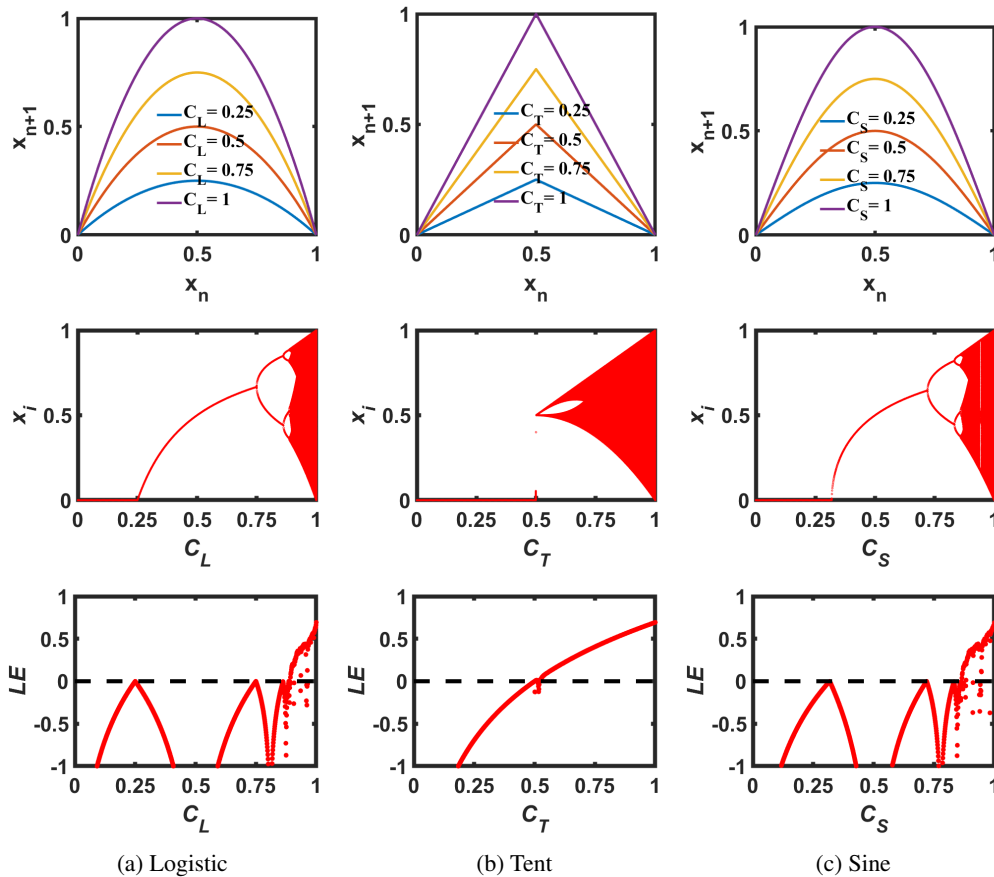 1
0.5
0
x_{n+1}
C_L = 0.25
C_L = 0.5
C_L = 0.75
C_L = 1
0 0.5 1
x_n
1
0.5
0
x_{n+1}
C_T = 0.25
C_T = 0.5
C_T = 0.75
C_T = 1
0 0.5 1
x_n
1
0.5
0
x_{n+1}
C_S = 0.25
C_S = 0.5
C_S = 0.75
C_S = 1
0 0.5 1
x_n
1
0.5
0
x_i
0 0.25 0.5 0.75 1
C_L
1
0.5
0
x_i
0 0.25 0.5 0.75 1
C_T
1
0.5
0
x_i
0 0.25 0.5 0.75 1
C_S
1
0.5
0
-0.5
-1
LE
0 0.25 0.5 0.75 1
C_L
1
0.5
0
-0.5
-1
LE
0 0.25 0.5 0.75 1
C_T
1
0.5
0
-0.5
-1
LE
0 0.25 0.5 0.75 1
C_S
(a) Logistic
(b) Tent
(c) Sine